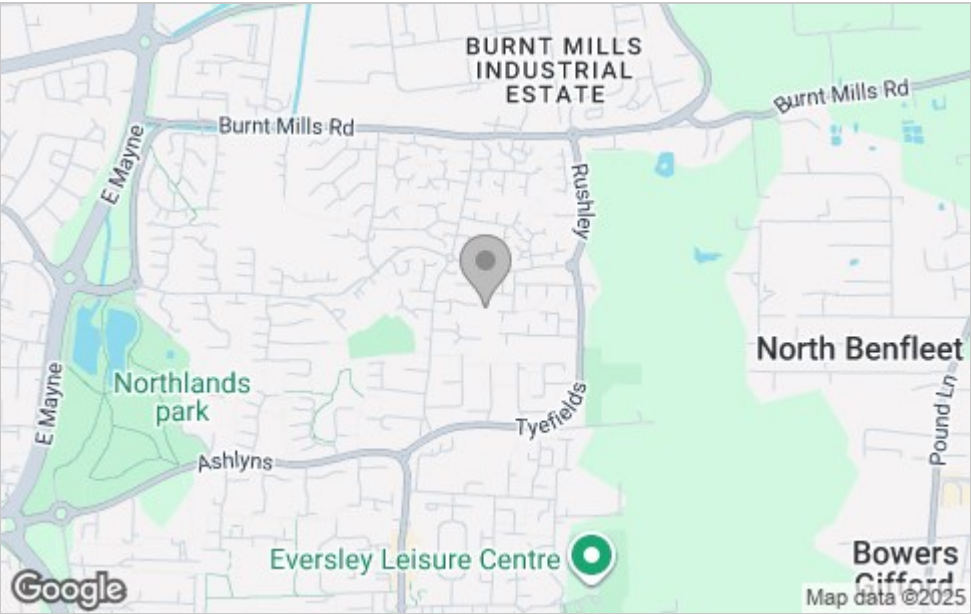 BURNT MILLS
INDUSTRIAL
ESTATE
Burnt Mills Rd
Burnt Mills Rd
E Mayne
Rushley
North Benfleet
Northlands
park
E Mayne
Pound Ln
Tyefields
Ashlyns
Eversley Leisure Centre
Bowers
Gifford
Google
Map data ©2025